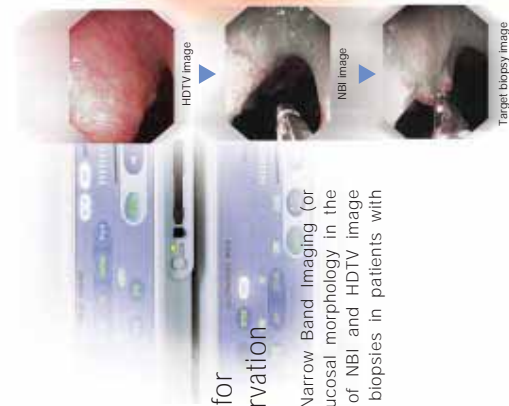 for
rvation
Narrow Band Imaging (or
ucosal morphology in the
of NBI and HDTV image
biopsies in patients with
HDTV image
NBI image
Target biopsy image